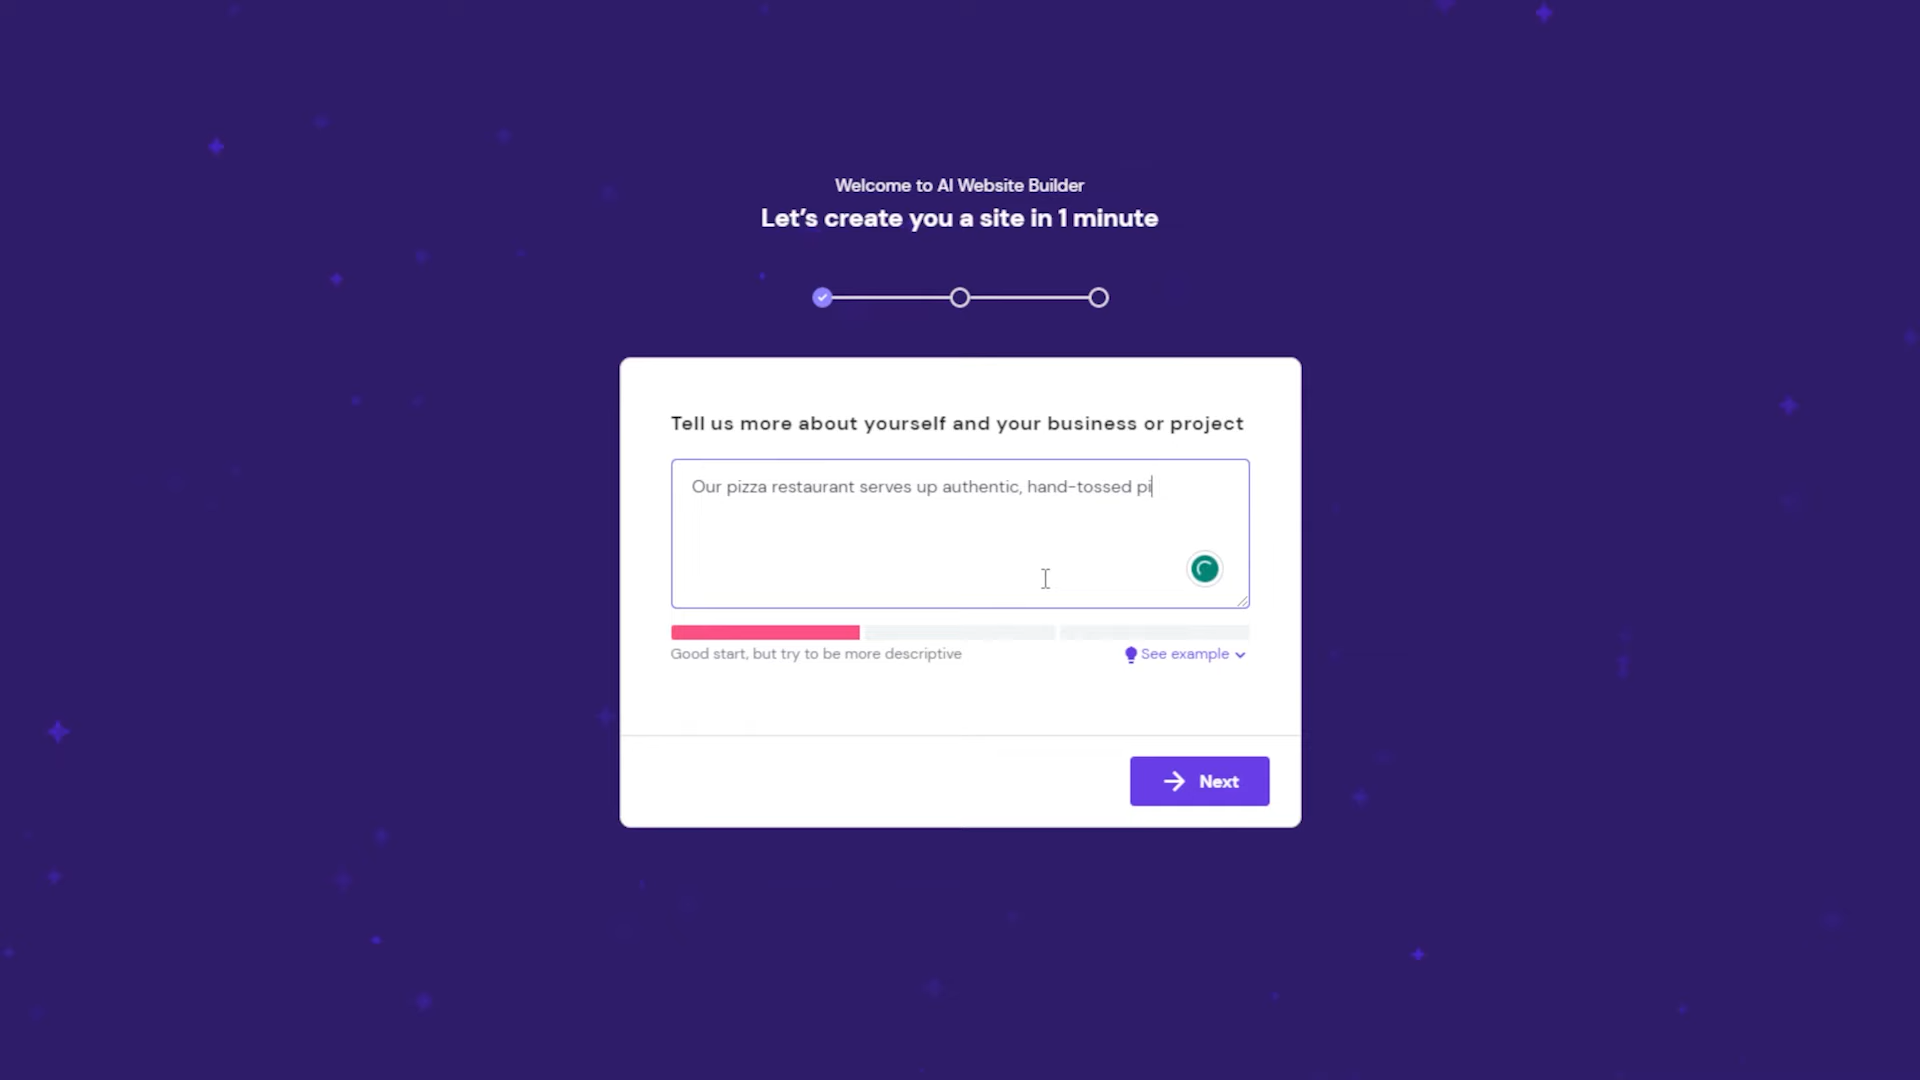 Welcome to AI Website Builder
Let's create you a site in 1 minute
Tell us more about yourself and your business or project
Our pizza restaurant serves up authentic, hand-tossed pi
Good start, but try to be more descriptive
See example
Next